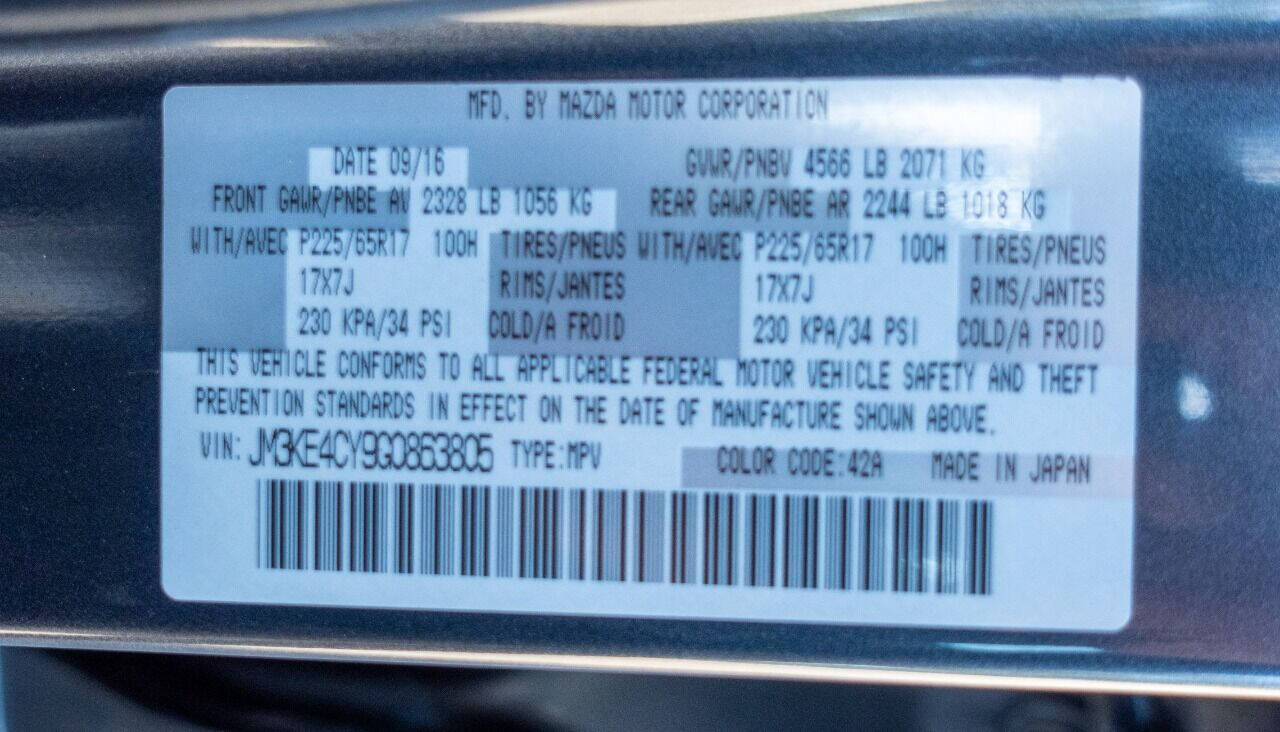 MFD. BY MAZDA MOTOR CORPORATION
DATE 09/16 GVWR/PNBV 4566 LB 2071 KG
FRONT GAWR/PNBE AV 2328 LB 1056 KG REAR GAWR/PNBE AR 2244 LB 1018 KG
WITH/AVEC P225/65R17 100H TIRES/PNEUS WITH/AVEC P225/65R17 100H TIRES/PNEUS
17X7J RIMS/JANTES 17X7J RIMS/JANTES
230 KPA/34 PSI COLD/A FROID 230 KPA/34 PSI COLD/A FROID
THIS VEHICLE CONFORMS TO ALL APPLICABLE FEDERAL MOTOR VEHICLE SAFETY AND THEFT
PREVENTION STANDARDS IN EFFECT ON THE DATE OF MANUFACTURE SHOWN ABOVE.
VIN: JM3KE4CY9G0863805 TYPE:MPV COLOR CODE:42A MADE IN JAPAN